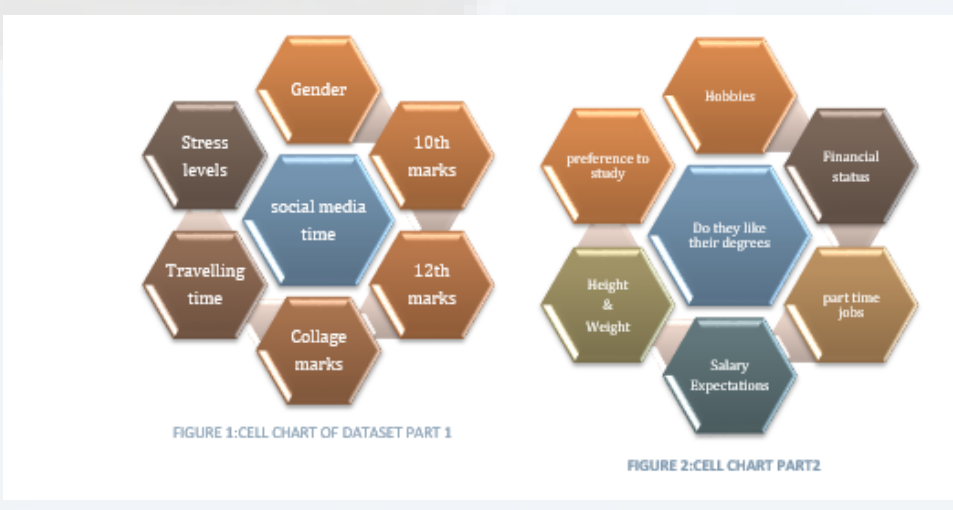 Gender
Stress
levels
10th
marks
social media
time
Travelling
time
12th
marks
Collage
marks
FIGURE 1:CELL CHART OF DATASET PART 1
Hobbies
preference to
study
Financial
status
Do they like
their degrees
Height
&
Weight
part time
jobs
Salary
Expectations
FIGURE 2:CELL CHART PART2